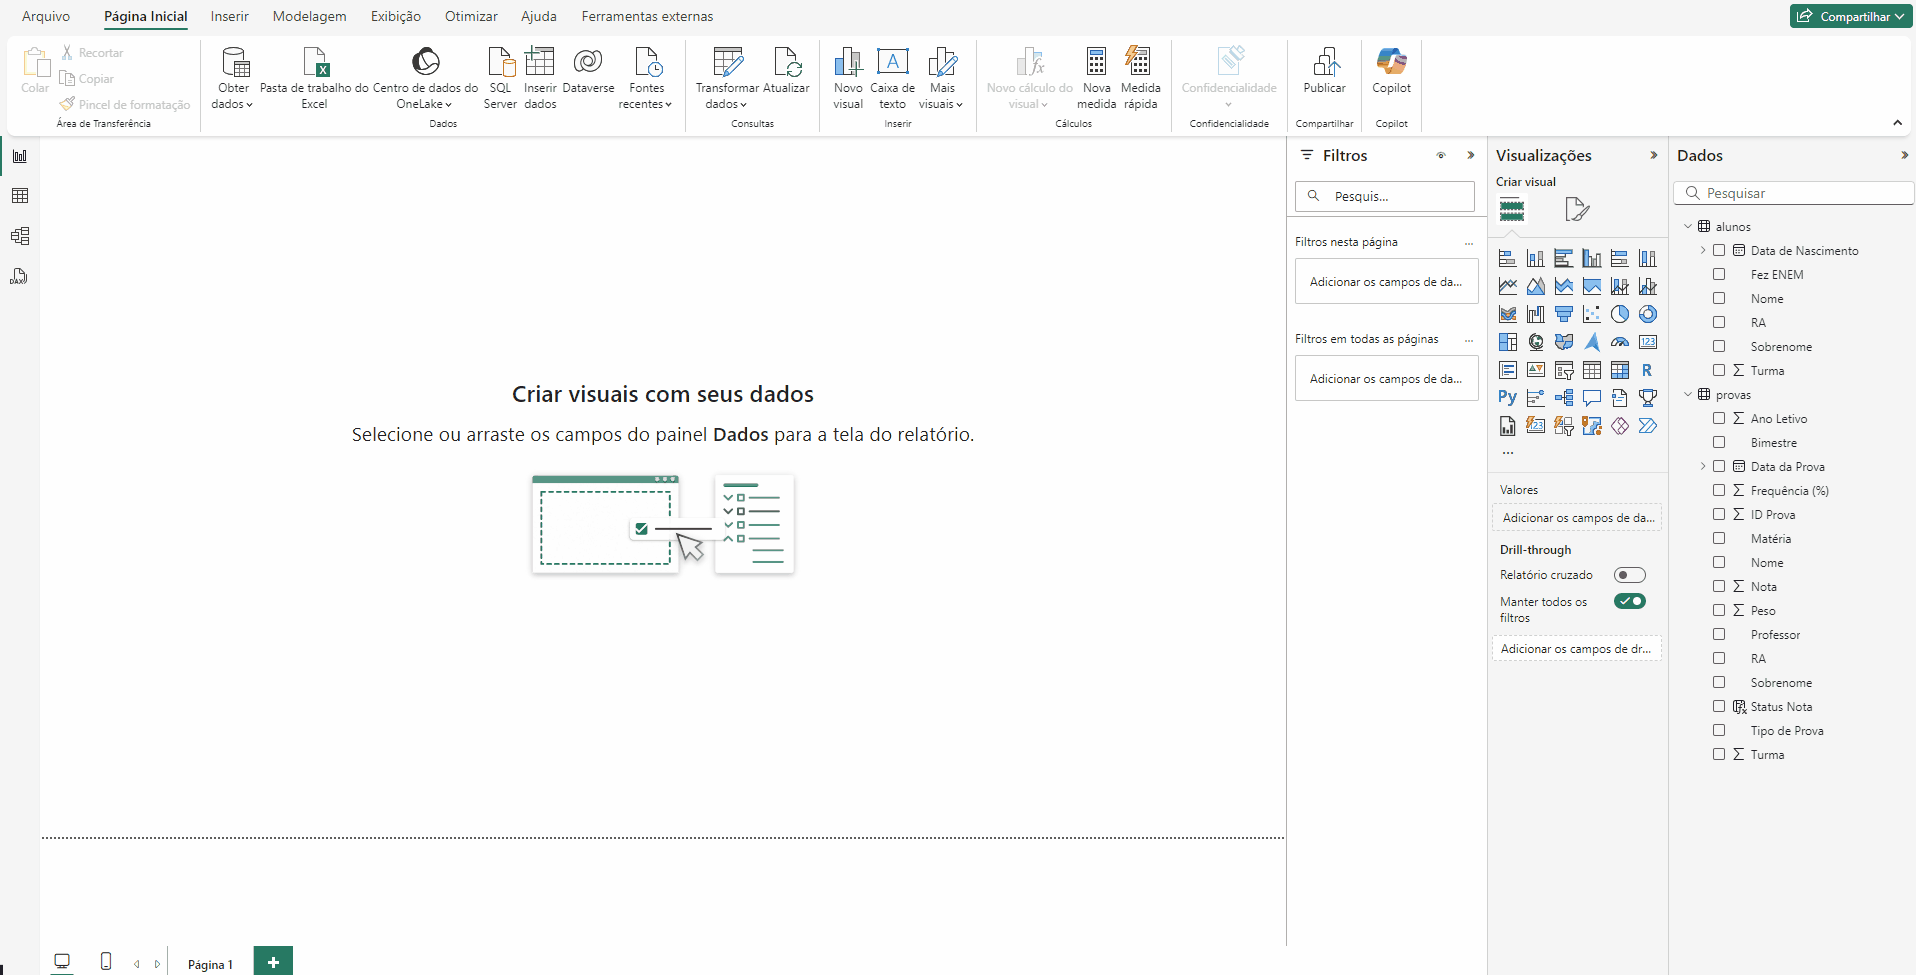 Arquivo
Página Inicial
Inserir
Modelagem
Exibição
Otimizar
Ajuda
Ferramentas externas
Compartilhar
Colar
Recortar
Copiar
Pincel de formatação
Área de Transferência
Obter
dados
Pasta de trabalho do
Excel
Centro de dados do
OneLake
SQL
Server
Inserir
dados
Dataverse
Fontes
recentes
Dados
Transformar
dados
Atualizar
Consultas
Novo
visual
Caixa de
texto
Mais
visuais
Inserir
Novo cálculo do
visual
Nova
medida
Medida
rápida
Cálculos
Confidencialidade
Confidencialidade
Publicar
Compartilhar
Copilot
Copilot
Criar visuais com seus dados
Selecione ou arraste os campos do painel Dados para a tela do relatório.
Filtros
Pesquis...
Filtros nesta página
...
Adicionar os campos de da...
Filtros em todas as páginas
...
Adicionar os campos de da...
Visualizações
Criar visual
123
R
Py
123
...
Valores
Adicionar os campos de da...
Drill-through
Relatório cruzado
Manter todos os
filtros
Adicionar os campos de dr...
Dados
Pesquisar
alunos
Data de Nascimento
Fez ENEM
Nome
RA
Sobrenome
Turma
provas
Ano Letivo
Bimestre
Data da Prova
Frequência (%)
ID Prova
Matéria
Nome
Nota
Peso
Professor
RA
Sobrenome
Status Nota
Tipo de Prova
Turma
DAX
Página 1